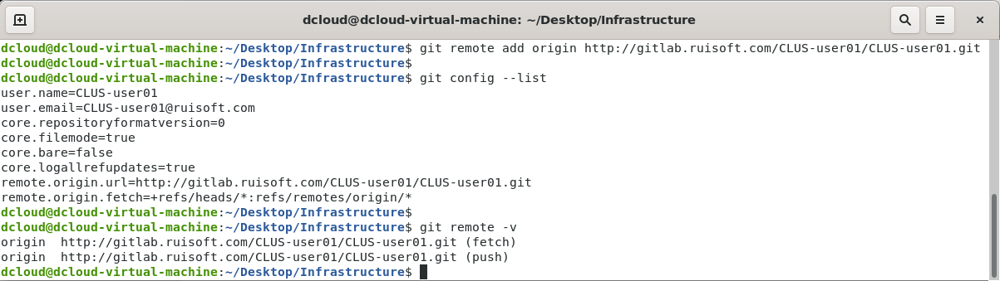 dcloud@dcloud-virtual-machine: ~/Desktop/Infrastructure
dcloud@dcloud-virtual-machine:~/Desktop/Infrastructure$ git remote add origin http://gitlab.ruisoft.com/CLUS-user01/CLUS-user01.git
dcloud@dcloud-virtual-machine:~/Desktop/Infrastructure$
dcloud@dcloud-virtual-machine:~/Desktop/Infrastructure$ git config --list
user.name=CLUS-user01
user.email=CLUS-user01@ruisoft.com
core.repositoryformatversion=0
core.filemode=true
core.bare=false
core.logallrefupdates=true
remote.origin.url=http://gitlab.ruisoft.com/CLUS-user01/CLUS-user01.git
remote.origin.fetch=+refs/heads/*:refs/remotes/origin/*
dcloud@dcloud-virtual-machine:~/Desktop/Infrastructure$
dcloud@dcloud-virtual-machine:~/Desktop/Infrastructure$ git remote -v
origin  http://gitlab.ruisoft.com/CLUS-user01/CLUS-user01.git (fetch)
origin  http://gitlab.ruisoft.com/CLUS-user01/CLUS-user01.git (push)
dcloud@dcloud-virtual-machine:~/Desktop/Infrastructure$